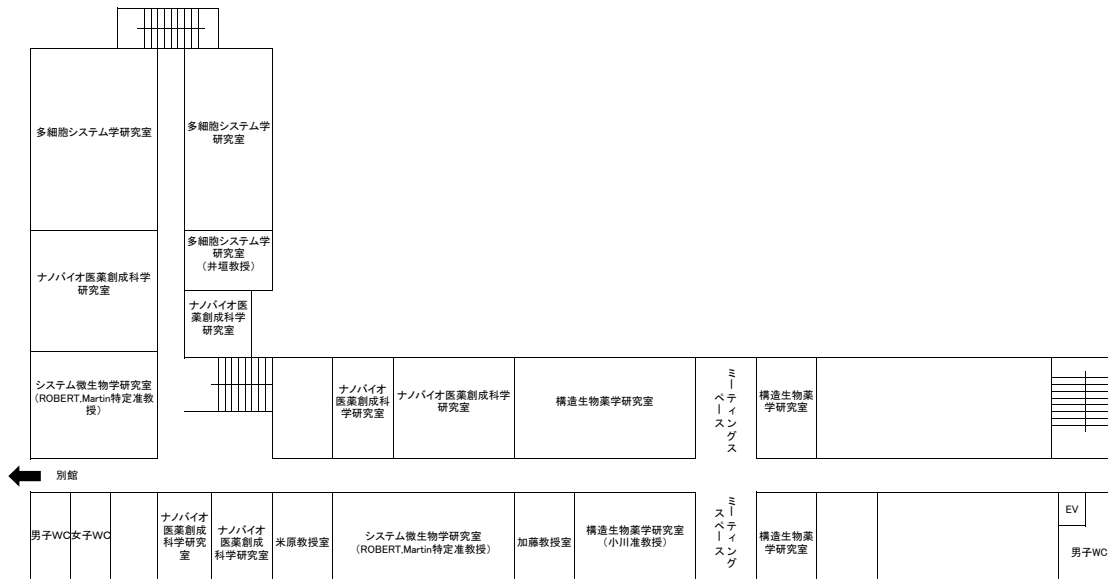 多細胞システム学研究室
多細胞システム学
研究室
多細胞システム学
研究室
（井垣教授）
ナノバイオ医薬創成科学
研究室
ナノバイオ医
薬創成科学
研究室
システム微生物学研究室
（ROBERT,Martin特定准教
授）
ナノバイオ
医薬創成科
学研究室
ナノバイオ医薬創成科学
研究室
構造生物薬学研究室
ミーティングス
ペース
構造生物薬
学研究室
別館
男子WC
女子WC
ナノバイオ
医薬創成
科学研究
室
ナノバイオ
医薬創成
科学研究室
米原教授室
システム微生物学研究室
（ROBERT,Martin特定准教授）
加藤教授室
構造生物薬学研究室
（小川准教授）
ミーティング
スペース
構造生物薬
学研究室
EV
男子WC